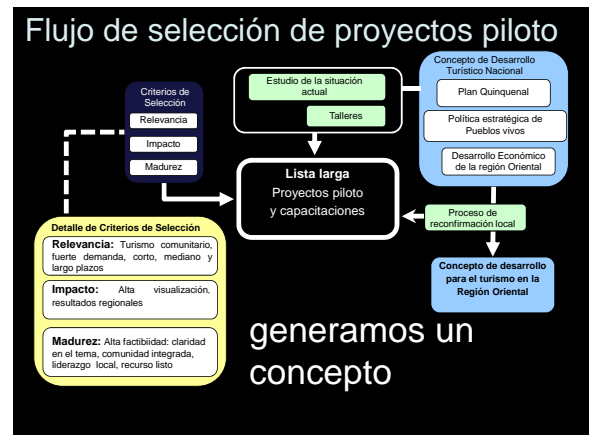 Flujo de selección de proyectos piloto
Criterios de
Selección
Relevancia
Impacto
Madurez
Estudio de la situación
actual
Talleres
Concepto de Desarrollo
Turístico Nacional
Plan Quinquenal
Política estratégica de
Pueblos vivos
Desarrollo Económico
de la región Oriental
Lista larga
Proyectos piloto
y capacitaciones
Proceso de
reconfirmación local
Detalle de Criterios de Selección
Relevancia: Turismo comunitario,
fuerte demanda, corto, mediano y
largo plazos
Impacto: Alta visualización,
resultados regionales
Madurez: Alta factibiidad: claridad
en el tema, comunidad integrada,
liderazgo local, recurso listo
Concepto de desarrollo
para el turismo en la
Región Oriental
generamos un
concepto